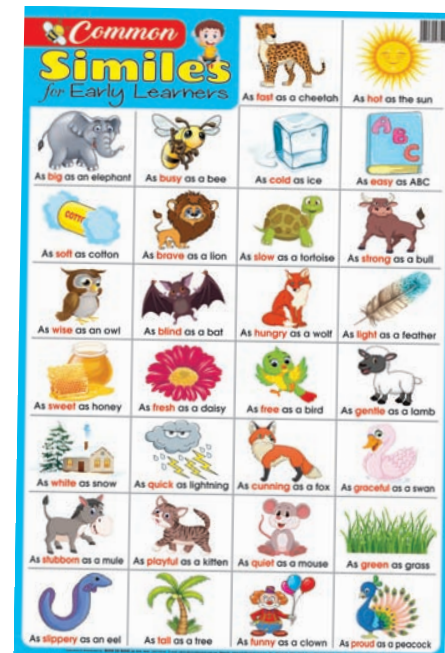 Common
Similes
for Early Learners
As fast as a cheetah
As hot as the sun
As big as an elephant
As busy as a bee
As cold as ice
As easy as ABC
ABC
COTT
As soft as cotton
As brave as a lion
As slow as a tortoise
As strong as a bull
As wise as an owl
As blind as a bat
As hungry as a wolf
As light as a feather
As sweet as honey
As fresh as a daisy
As free as a bird
As gentle as a lamb
As white as snow
As quick as lightning
As cunning as a fox
As graceful as a swan
As stubborn as a mule
As playful as a kitten
As quiet as a mouse
As green as grass
As slippery as an eel
As tall as a tree
As funny as a clown
As proud as a peacock